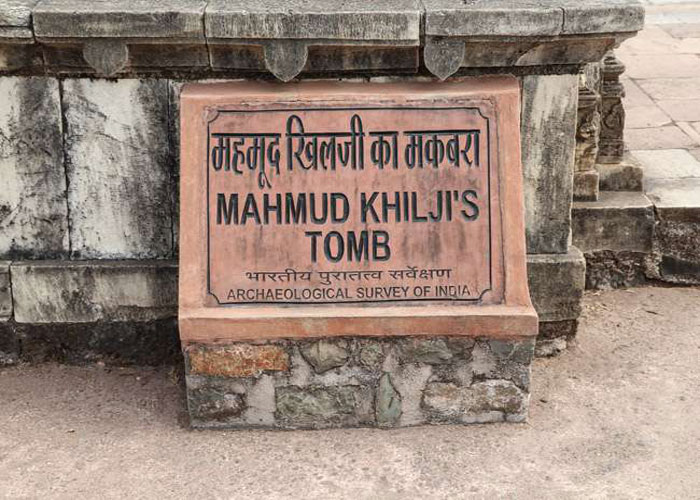 महमूद खिलजी का मकबरा
MAHMUD KHILJI'S
TOMB
भारतीय पुरातत्व सर्वेक्षण
ARCHAEOLOGICAL SURVEY OF INDIA